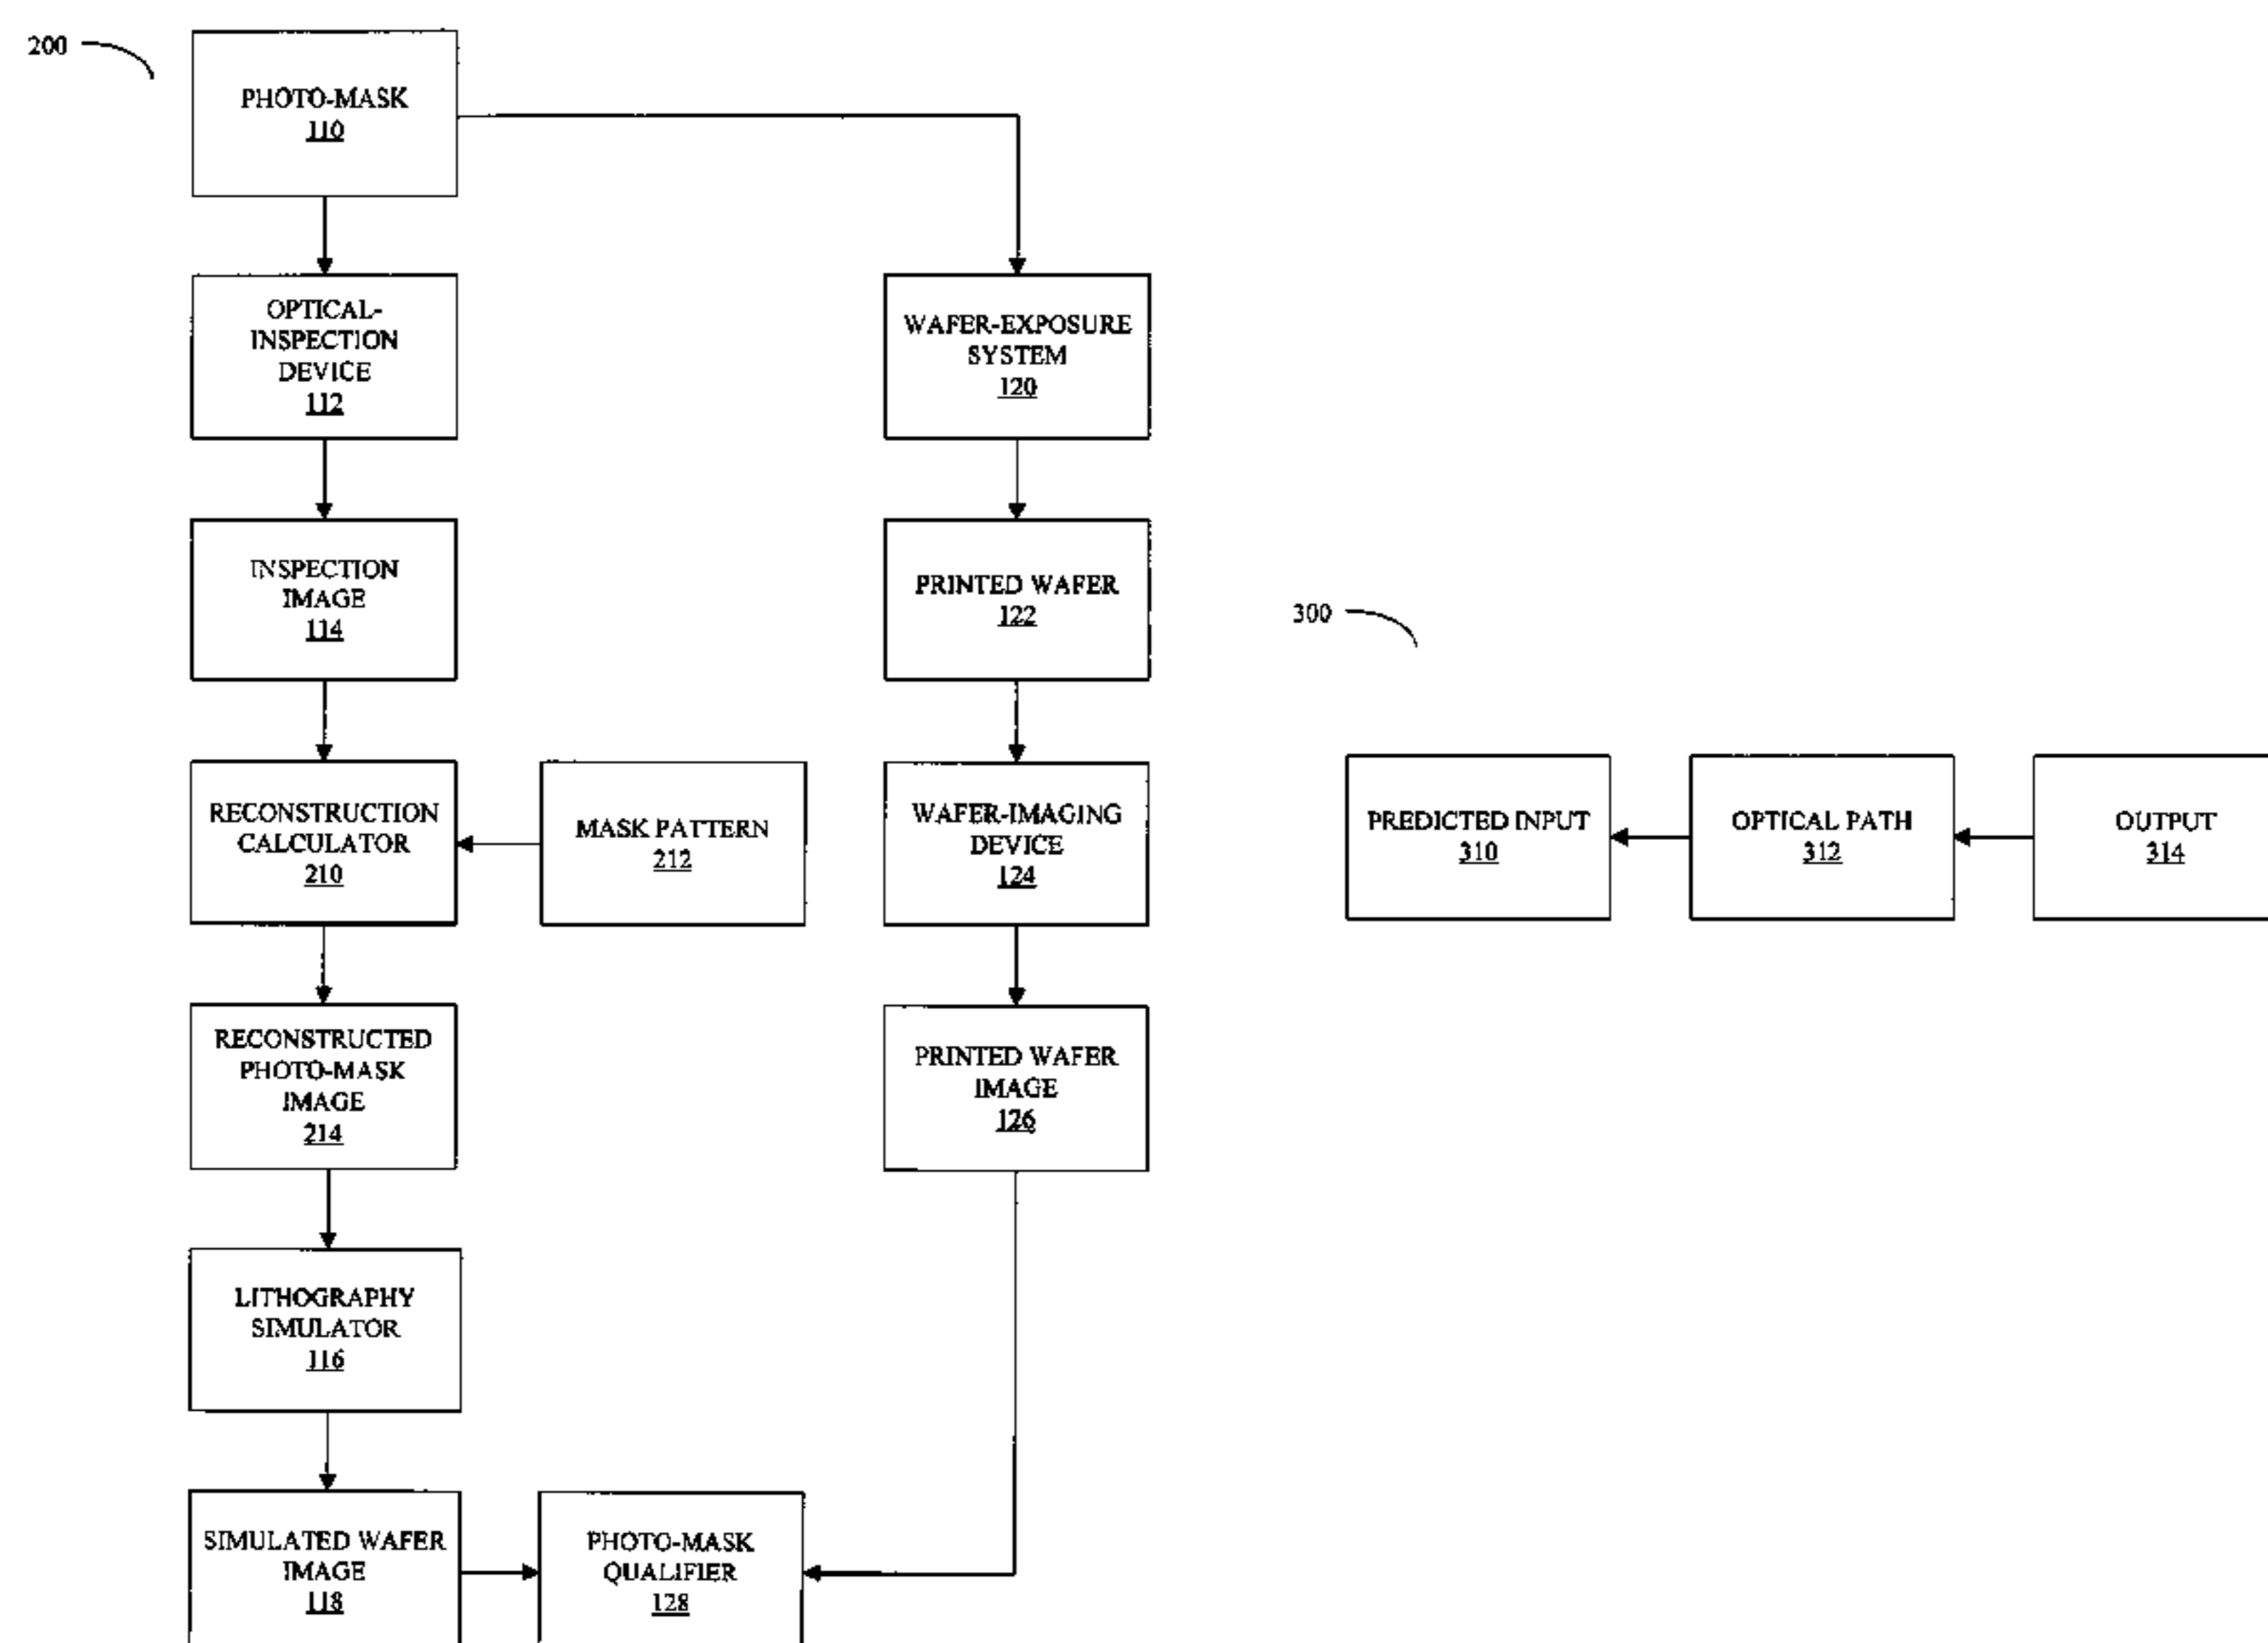 200
PHOTO-MASK
110
OPTICAL-
INSPECTION
DEVICE
112
WAFER-EXPOSURE
SYSTEM
120
INSPECTION
IMAGE
114
PRINTED WAFER
122
300
RECONSTRUCTION
CALCULATOR
210
MASK PATTERN
212
WAFER-IMAGING
DEVICE
124
PREDICTED INPUT
310
OPTICAL PATH
312
OUTPUT
314
RECONSTRUCTED
PHOTO-MASK
IMAGE
214
PRINTED WAFER
IMAGE
126
LITHOGRAPHY
SIMULATOR
116
SIMULATED WAFER
IMAGE
118
PHOTO-MASK
QUALIFIER
128